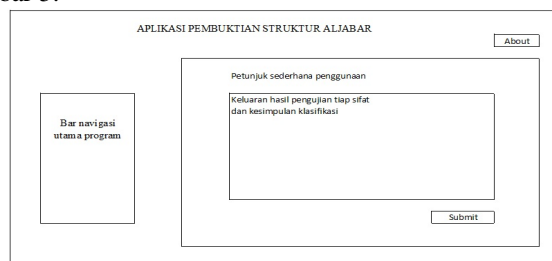 APLIKASI PEMBUKTIAN STRUKTUR ALJABAR
About
Petunjuk sederhana penggunaan
Keluaran hasil pengujian tiap sifat
dan kesimpulan klasifikasi
Bar navigasi
utama program
Submit